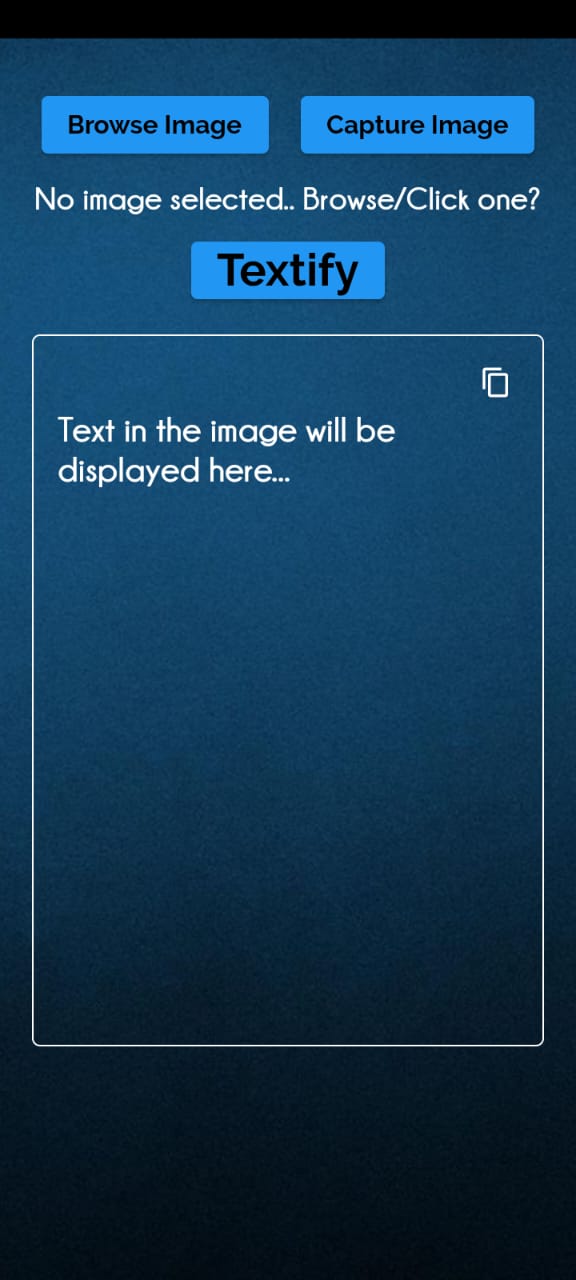 Browse Image
Capture Image
No image selected.. Browse/Click one?
Textify
Text in the image will be
displayed here...